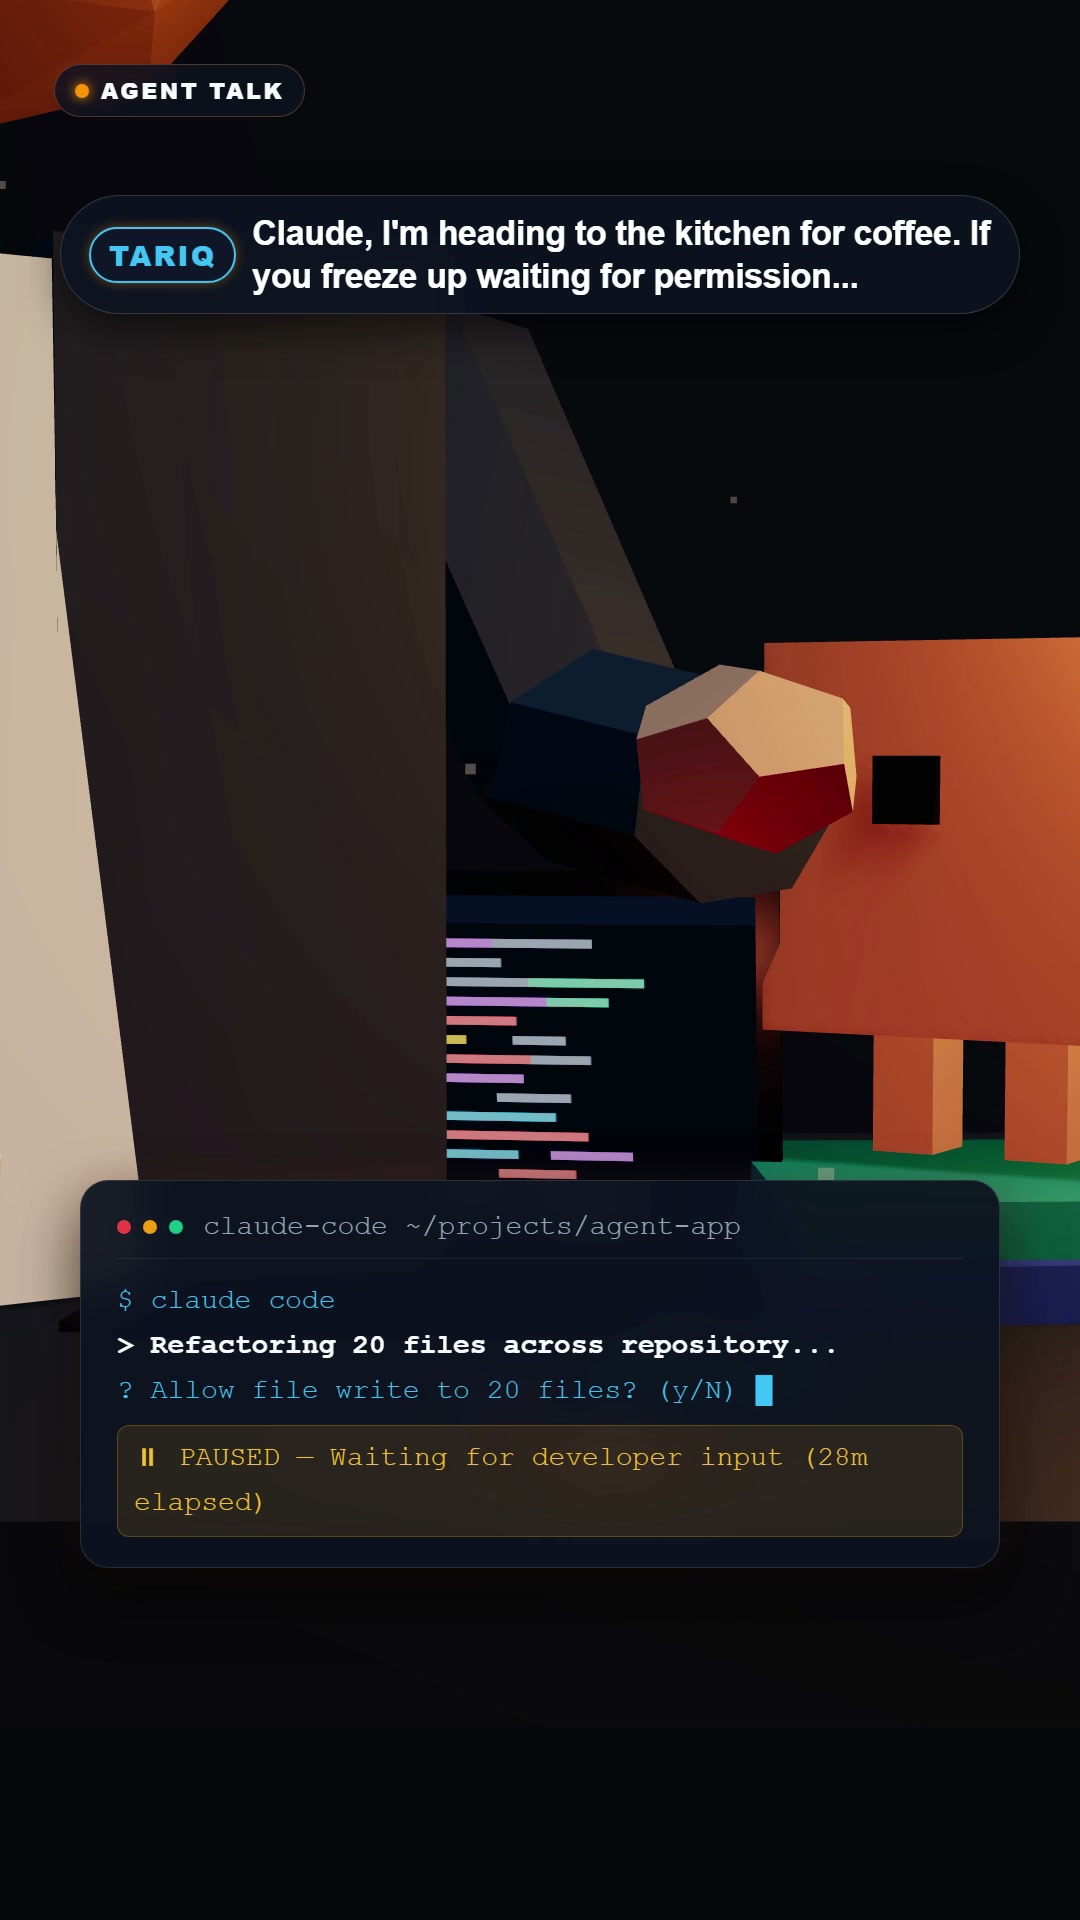 AGENT TALK
TARIQ
Claude, I'm heading to the kitchen for coffee. If
you freeze up waiting for permission...
claude-code ~/projects/agent-app
$ claude code
> Refactoring 20 files across repository...
? Allow file write to 20 files? (y/N)
⏸ PAUSED — Waiting for developer input (28m
elapsed)